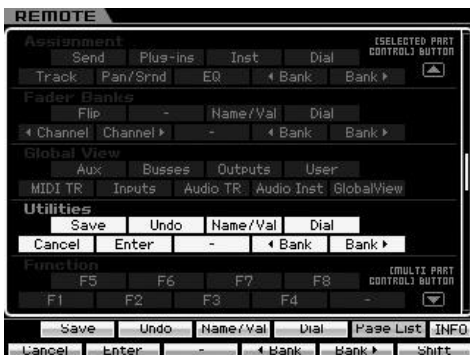 REMOTE
Assignment [SELECTED PART
Send Plug-ins Inst Dial CONTROL] BUTTON
Track Pan/Srnd EQ ◀ Bank Bank ▶
Fader Banks
Flip - Name/Val Dial
◀ Channel Channel ▶ - ◀ Bank Bank ▶
Global View
Aux Busses Outputs User
MIDI TR Inputs Audio TR Audio Inst GlobalView
Utilities
Save Undo Name/Val Dial
Cancel Enter - ◀ Bank Bank ▶
Function [MULTI PART
F5 F6 F7 F8 CONTROL] BUTTON
F1 F2 F3 F4 -
Save Undo Name/Val Dial Page List INFO
Cancel Enter - ◀ Bank Bank ▶ Shift